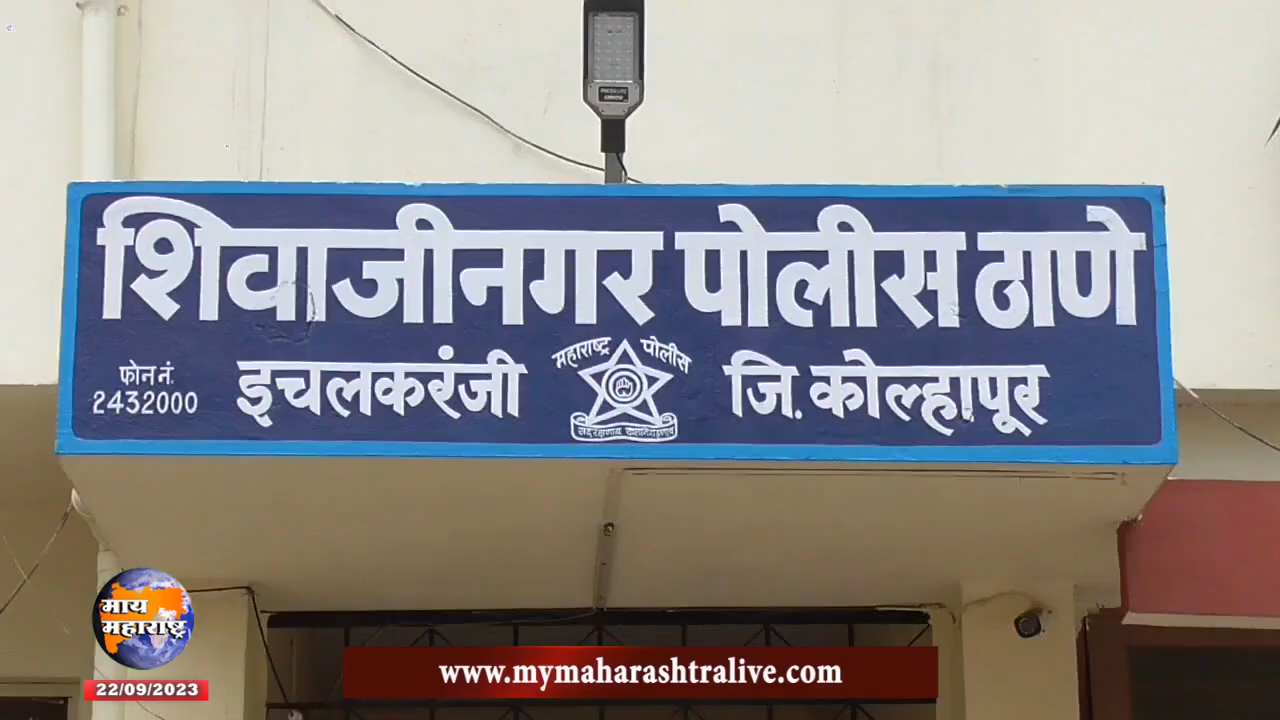 शिवाजीनगर पोलीस ठाणे
महाराष्ट्र पोलीस
फोन नं.
2432000
इचलकरंजी
जि. कोल्हापूर
माय
महाराष्ट्र
22/09/2023
www.mymaharashtralive.com